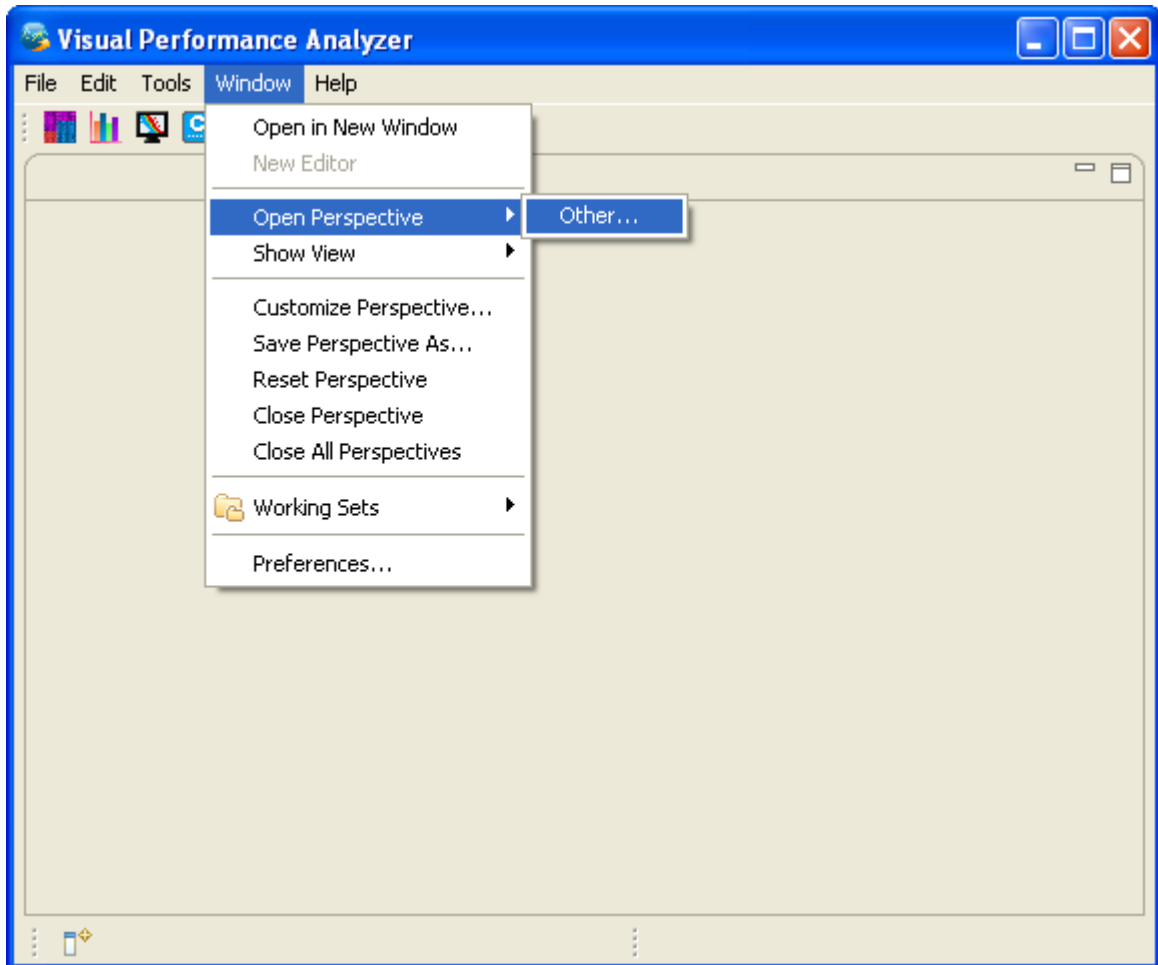 Visual Performance Analyzer
File Edit Tools Window Help
C
Open in New Window
New Editor
Open Perspective Other...
Show View
Customize Perspective...
Save Perspective As...
Reset Perspective
Close Perspective
Close All Perspectives
Working Sets
Preferences...